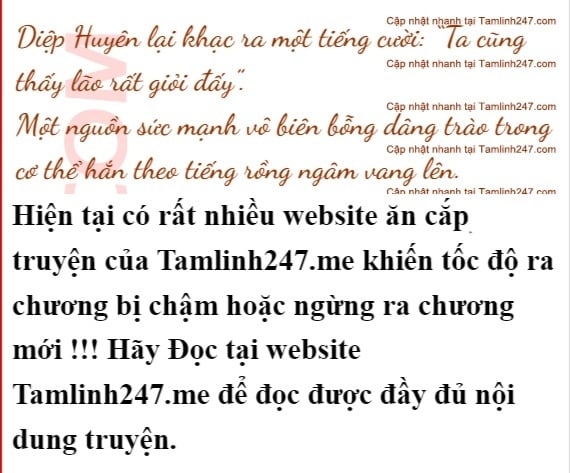 Cập nhật nhanh tại Tamlinh247.com
Diệp Huyên lại khạc ra một tiếng cười: “Ta cũng
Cập nhật nhanh tại Tamlinh247.com
thấy lão rất giỏi đấy”.
Cập nhật nhanh tại Tamlinh247.com
Một nguồn sức mạnh vô biên bỗng dâng trào trong
Cập nhật nhanh tại Tamlinh247.com
cơ thể hắn theo tiếng rồng ngâm vang lên.
Cập nhật nhanh tại Tamlinh247.com
Hiện tại có rất nhiều website ăn cắp
truyện của Tamlinh247.me khiến tốc độ ra
chương bị chậm hoặc ngừng ra chương
mới !!! Hãy Đọc tại website
Tamlinh247.me để đọc được đầy đủ nội
dung truyện.